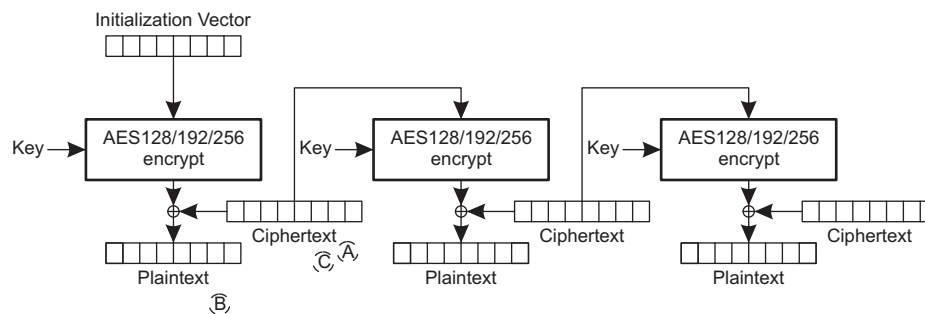 Initialization Vector
Key
AES128/192/256
encrypt
Key
AES128/192/256
encrypt
Key
AES128/192/256
encrypt
Ciphertext
Ciphertext
Ciphertext
Plaintext
Plaintext
Plaintext
C
A
B